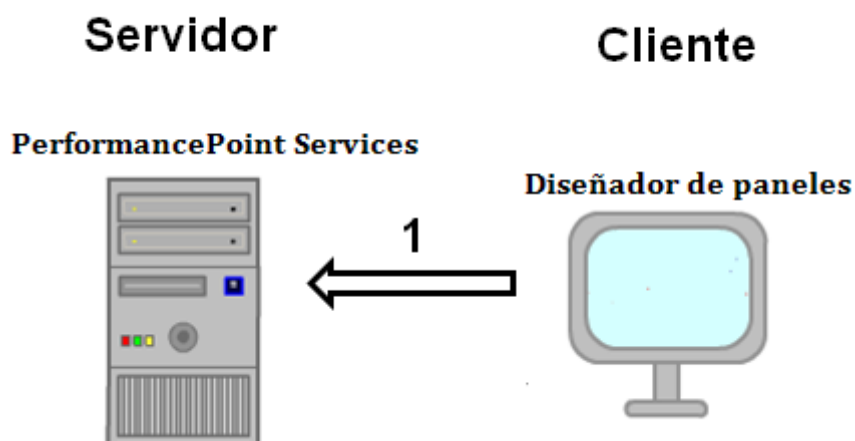 Servidor
Cliente
PerformancePoint Services
Diseñador de paneles
1